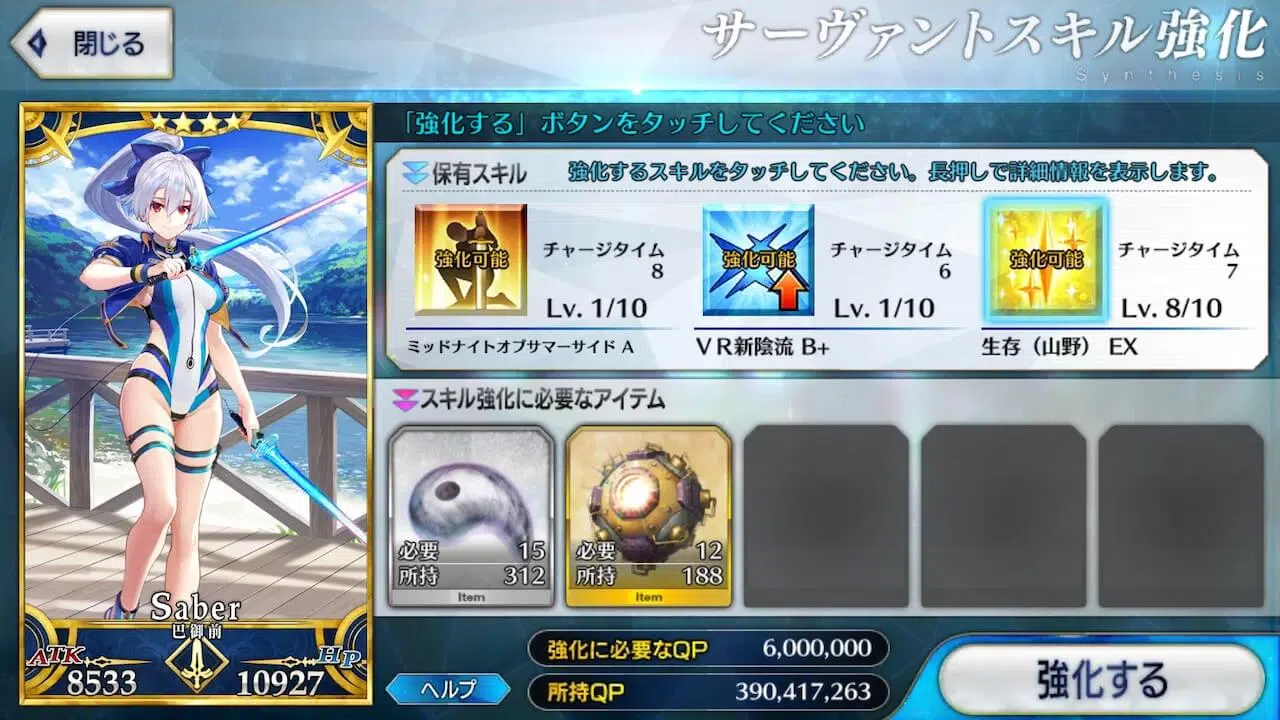 閉じる
サーヴァントスキル強化
Synthesis
「強化する」ボタンをタッチしてください
保有スキル
強化するスキルをタッチしてください。長押しで詳細情報を表示します。
強化可能
チャージタイム
8
Lv. 1/10
ミッドナイトオブサマーサイド A
強化可能
チャージタイム
6
Lv. 1/10
VR新陰流 B+
強化可能
チャージタイム
7
Lv. 8/10
生存(山野) EX
スキル強化に必要なアイテム
必要 15
所持 312
Item
必要 12
所持 188
Item
Saber
巴御前
ATK
8533
HP
10927
強化に必要なQP 6,000,000
ヘルプ
所持QP 390,417,263
強化する